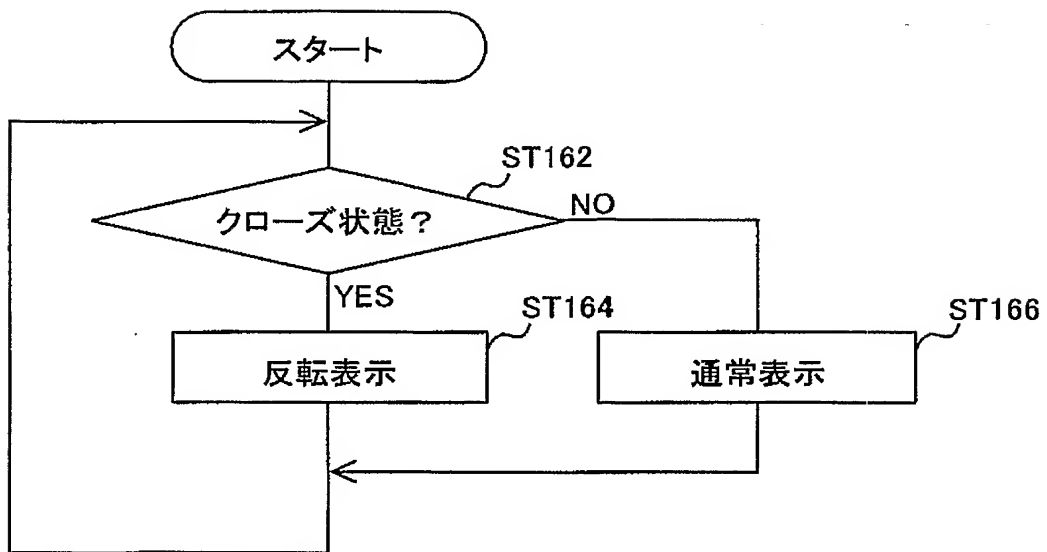 スタート
ST162
クローズ状態？
NO
YES
ST164
ST166
反転表示
通常表示